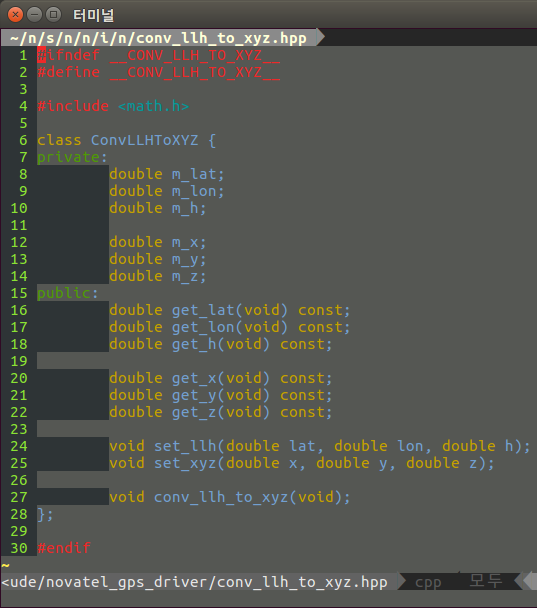 터미널
~/n/s/n/n/i/n/conv_llh_to_xyz.hpp
1 #ifndef __CONV_LLH_TO_XYZ__
2 #define __CONV_LLH_TO_XYZ__
3
4 #include <math.h>
5
6 class ConvLLHToXYZ {
7 private:
8 double m_lat;
9 double m_lon;
10 double m_h;
11
12 double m_x;
13 double m_y;
14 double m_z;
15 public:
16 double get_lat(void) const;
17 double get_lon(void) const;
18 double get_h(void) const;
19
20 double get_x(void) const;
21 double get_y(void) const;
22 double get_z(void) const;
23
24 void set_llh(double lat, double lon, double h);
25 void set_xyz(double x, double y, double z);
26
27 void conv_llh_to_xyz(void);
28 };
29
30 #endif
~
<ude/novatel_gps_driver/conv_llh_to_xyz.hpp cpp 모두